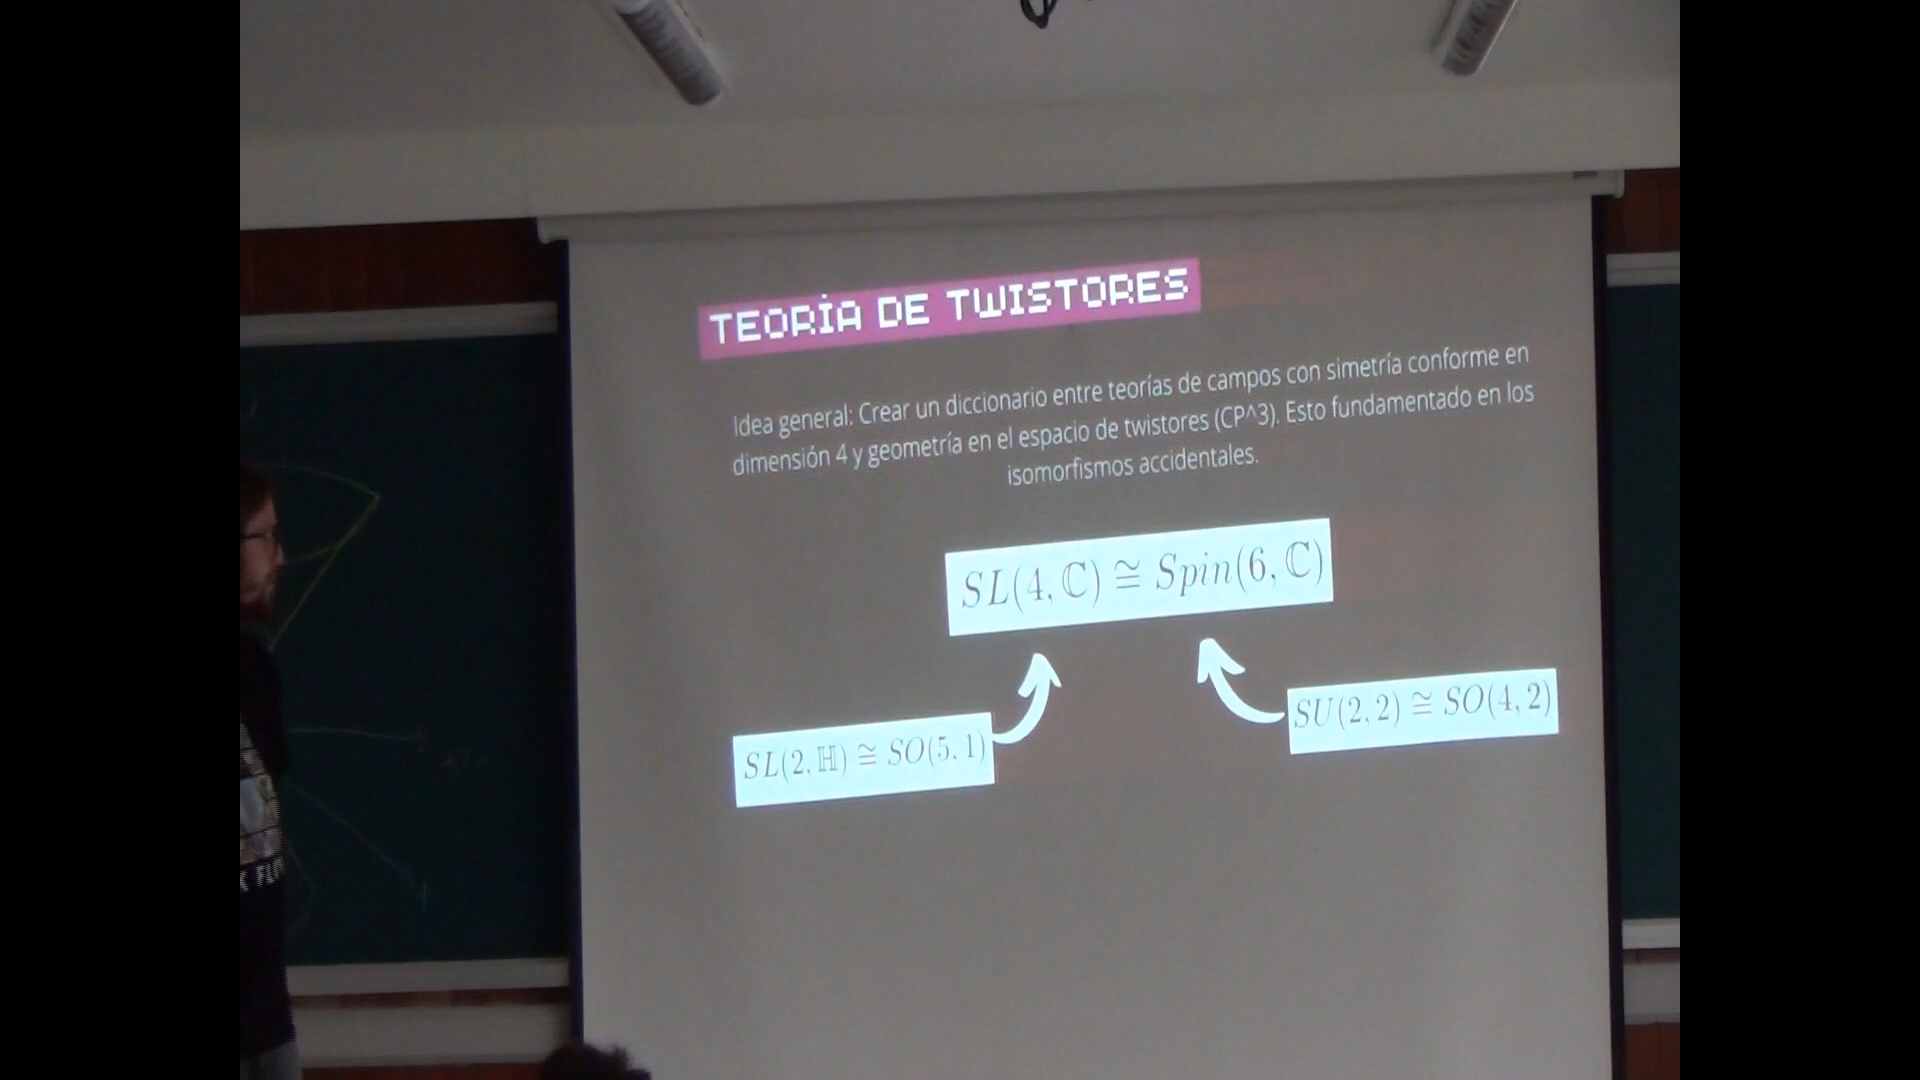 TEORÍA DE TWISTORES
Idea general: Crear un diccionario entre teorías de campos con simetría conforme en
dimensión 4 y geometría en el espacio de twistores (CP^3). Esto fundamentado en los
isomorfismos accidentales.
SL(4, ℂ) ≅ Spin(6, ℂ)
SU(2, 2) ≅ SO(4, 2)
SL(2, ℍ) ≅ SO(5, 1)